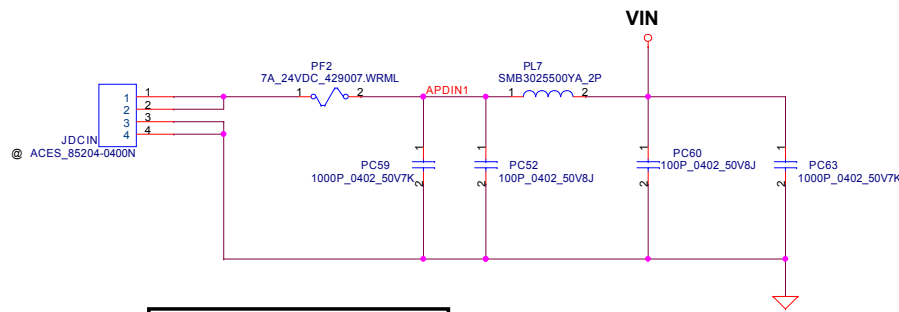 VIN
PF2
7A_24VDC_429007.WRML
PL7
SMB3025500YA_2P
1 2
APDIN1
1 2
1 1
2 2
3 3
4 4
JDCIN
@ ACES_85204-0400N
1
2
PC59
1000P_0402_50V7K
1
2
PC52
100P_0402_50V8J
1
2
PC60
100P_0402_50V8J
1
2
PC63
1000P_0402_50V7K